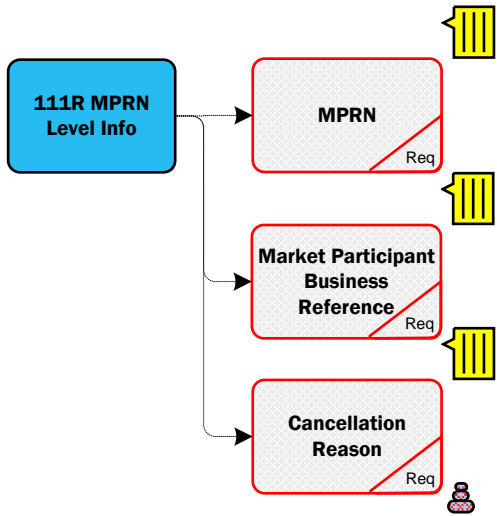 111R MPRN
Level Info
MPRN
Req
Market Participant
Business
Reference
Req
Cancellation
Reason
Req